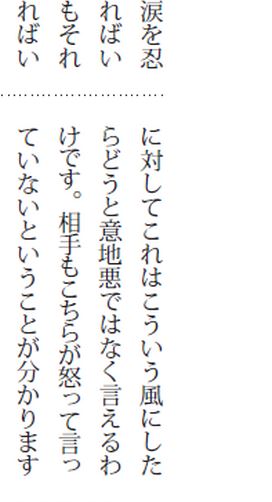 涙を忍
ればい
もそれ
ればい
に対してこれはこういう風にした
らどうと意地悪ではなく言えるわ
けです。相手もこちらが怒って言っ
ていないということが分かります